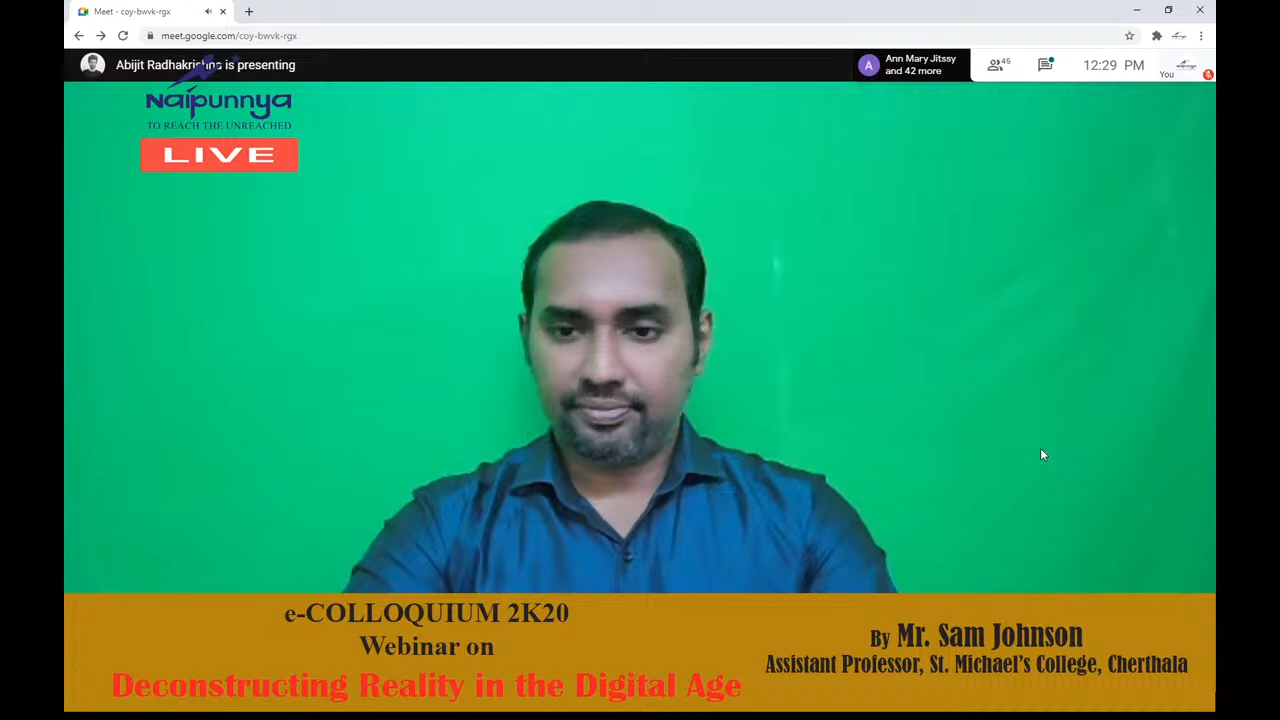 Meet - coy-bwvk-rgx
meet.google.com/coy-bwvk-rgx
Abijit Radhakrishna is presenting
A
Ann Mary Jitssy
and 42 more
45
12:29 PM
You
Naipunnya
TO REACH THE UNREACHED
LIVE
e-COLLOQUIUM 2K20
Webinar on
Deconstructing Reality in the Digital Age
By Mr. Sam Johnson
Assistant Professor, St. Michael's College, Cherthala